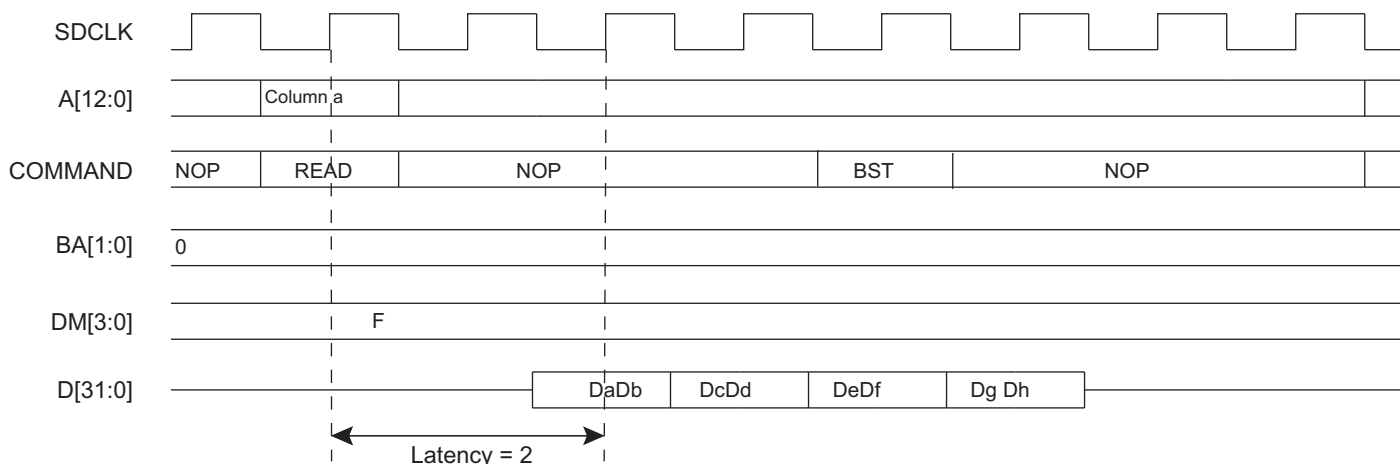 SDCLK
A[12:0] Column a
COMMAND NOP READ NOP BST NOP
BA[1:0] 0
DM[3:0] F
D[31:0] DaDb DcDd DeDf Dg Dh
Latency = 2